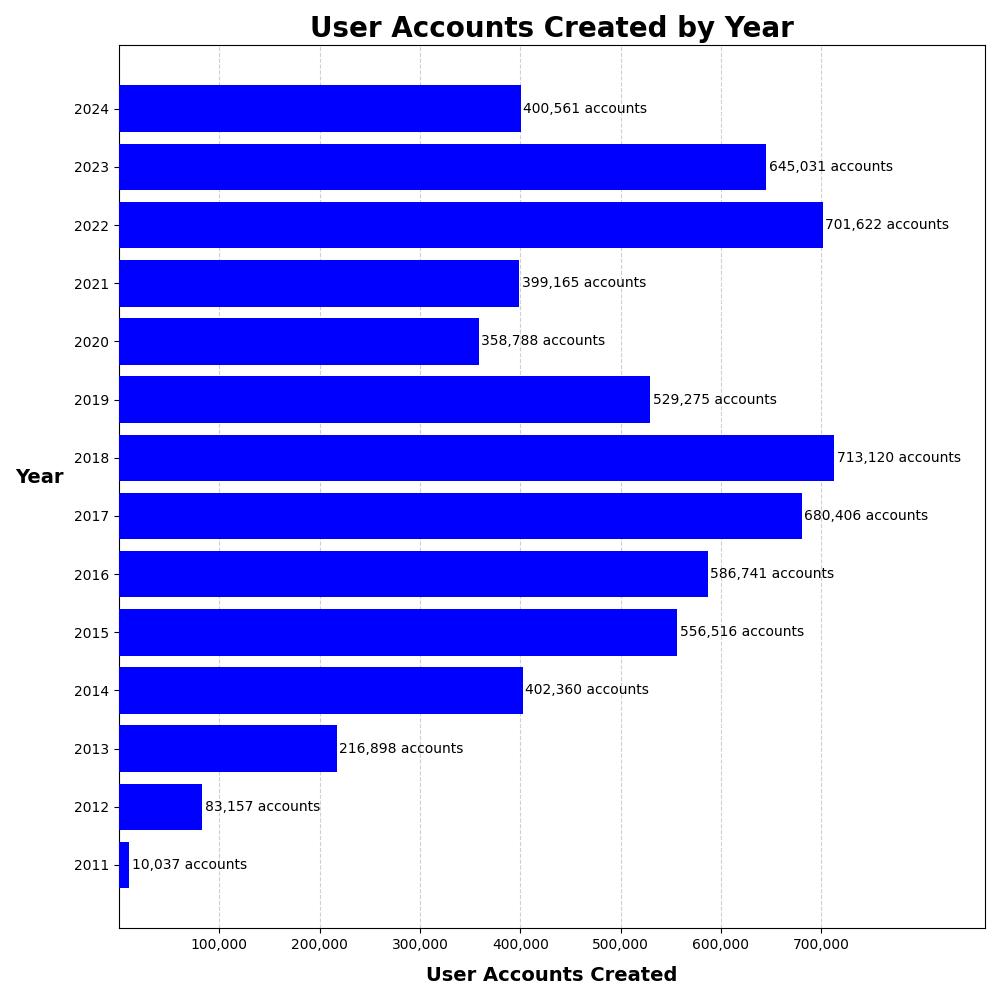 User Accounts Created by Year
2024
400,561 accounts
2023
645,031 accounts
2022
701,622 accounts
2021
399,165 accounts
2020
358,788 accounts
2019
529,275 accounts
2018
713,120 accounts
Year
2017
680,406 accounts
2016
586,741 accounts
2015
556,516 accounts
2014
402,360 accounts
2013
216,898 accounts
2012
83,157 accounts
2011
10,037 accounts
100,000 200,000 300,000 400,000 500,000 600,000 700,000
User Accounts Created